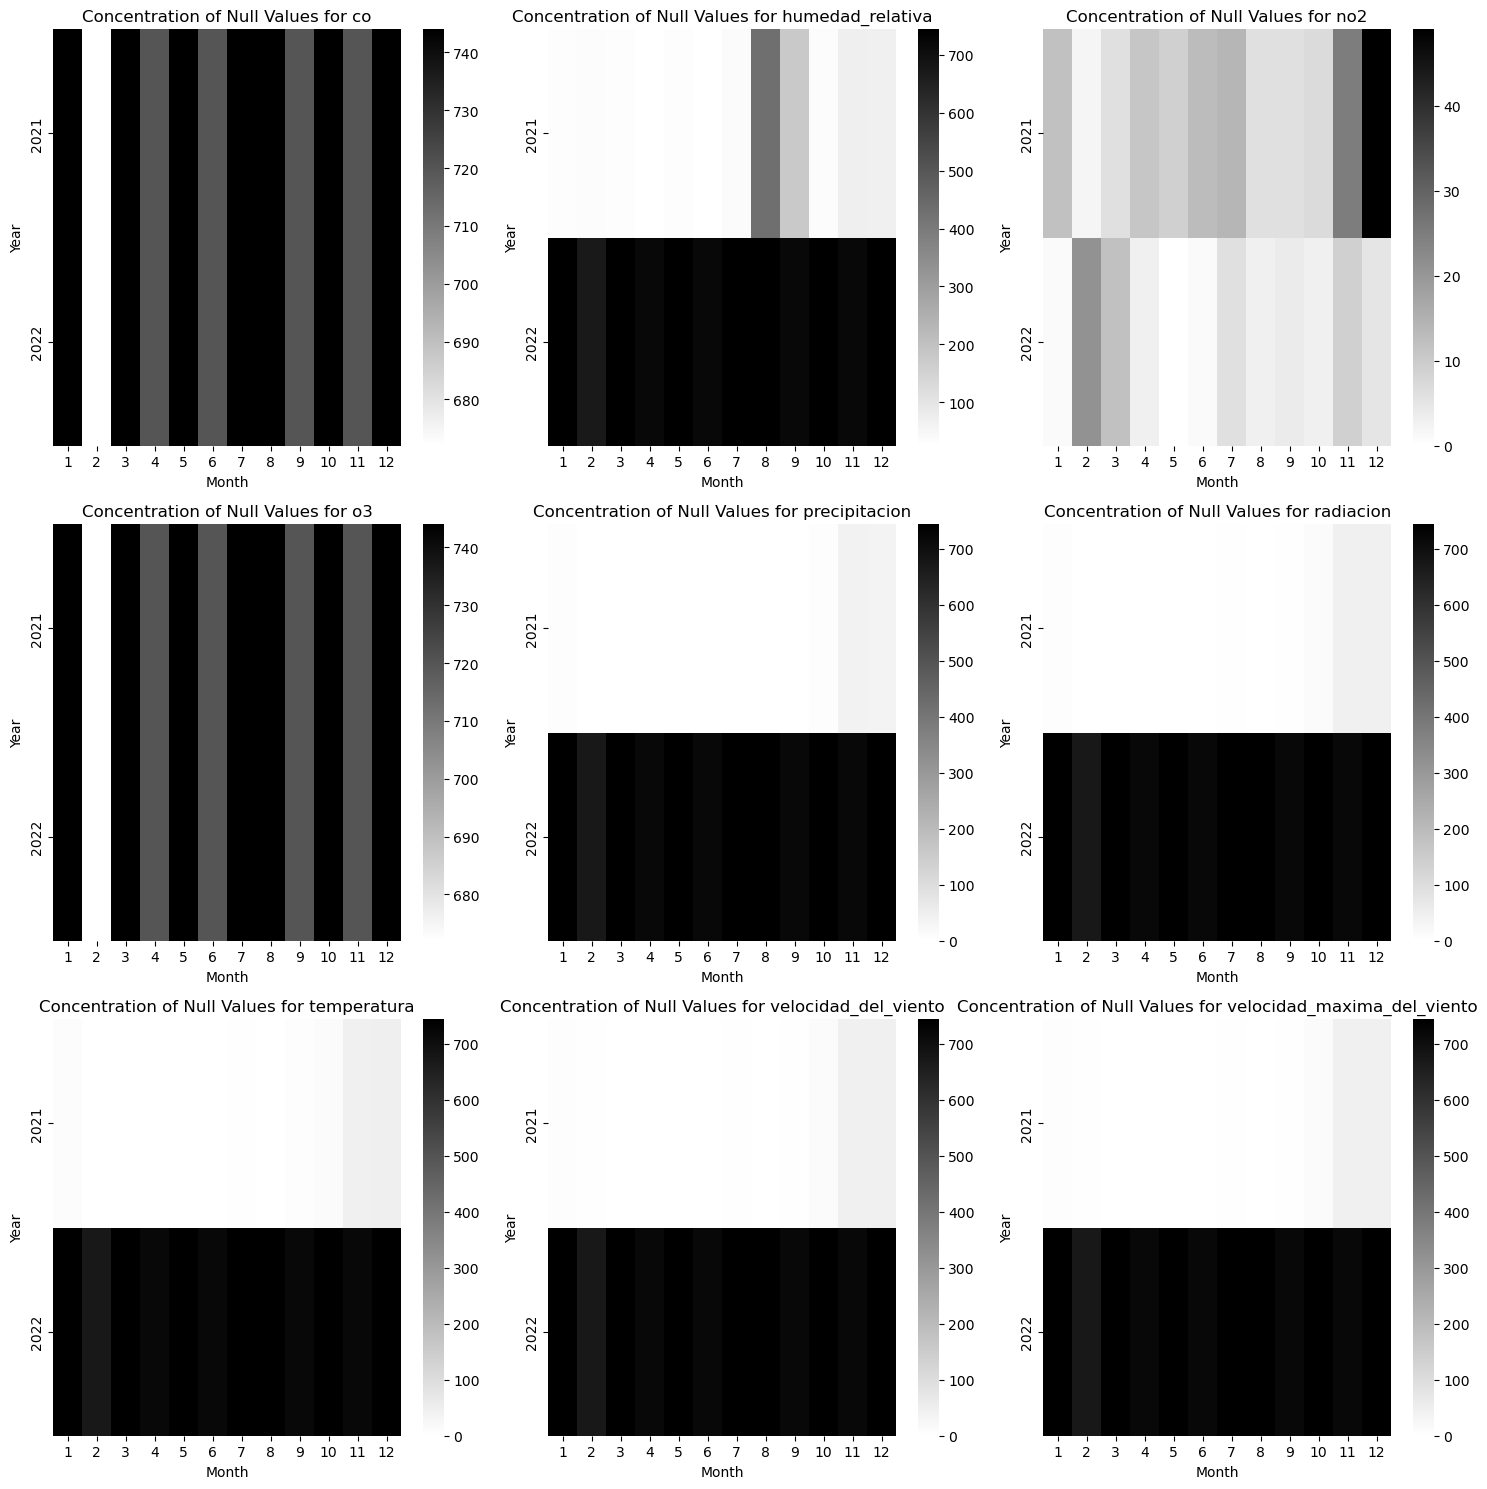 Concentration of Null Values for co
Year
2021
2022
1 2 3 4 5 6 7 8 9 10 11 12
Month
740
730
720
710
700
690
680
Concentration of Null Values for humedad_relativa
Year
2021
2022
1 2 3 4 5 6 7 8 9 10 11 12
Month
700
600
500
400
300
200
100
Concentration of Null Values for no2
Year
2021
2022
1 2 3 4 5 6 7 8 9 10 11 12
Month
40
30
20
10
0
Concentration of Null Values for o3
Year
2021
2022
1 2 3 4 5 6 7 8 9 10 11 12
Month
740
730
720
710
700
690
680
Concentration of Null Values for precipitacion
Year
2021
2022
1 2 3 4 5 6 7 8 9 10 11 12
Month
700
600
500
400
300
200
100
0
Concentration of Null Values for radiacion
Year
2021
2022
1 2 3 4 5 6 7 8 9 10 11 12
Month
700
600
500
400
300
200
100
0
Concentration of Null Values for temperatura
Year
2021
2022
1 2 3 4 5 6 7 8 9 10 11 12
Month
700
600
500
400
300
200
100
0
Concentration of Null Values for velocidad_del_viento
Year
2021
2022
1 2 3 4 5 6 7 8 9 10 11 12
Month
700
600
500
400
300
200
100
0
Concentration of Null Values for velocidad_maxima_del_viento
Year
2021
2022
1 2 3 4 5 6 7 8 9 10 11 12
Month
700
600
500
400
300
200
100
0